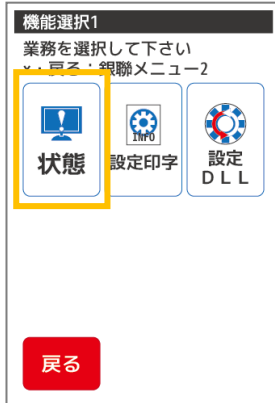 機能選択1
業務を選択して下さい
×：戻る：銀聯メニュー2
INFO
状態
設定印字
設定
ＤＬＬ
戻る